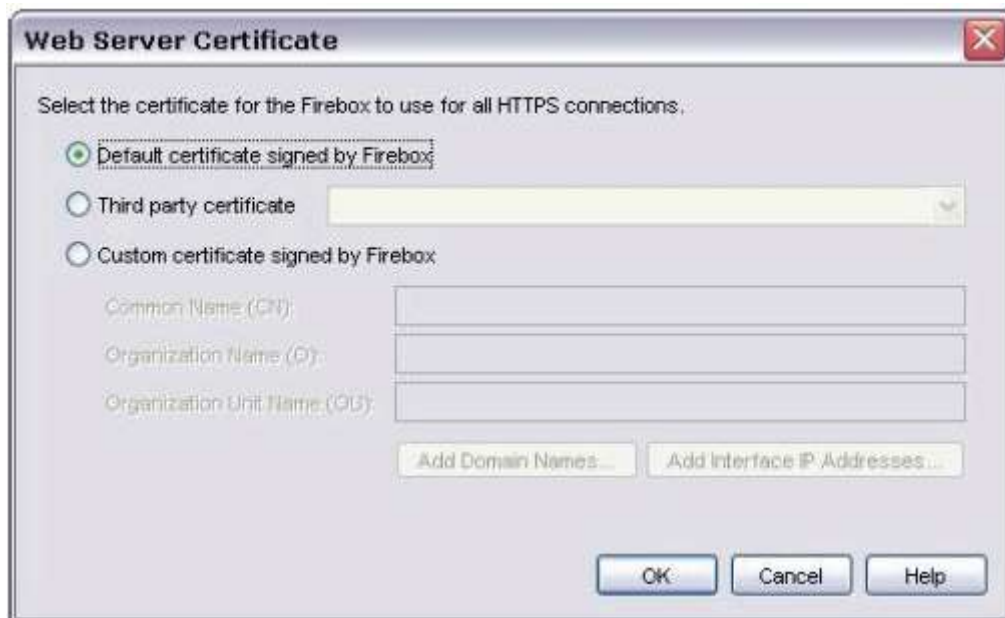 Web Server Certificate
Select the certificate for the Firebox to use for all HTTPS connections.
Default certificate signed by Firebox
Third party certificate
Custom certificate signed by Firebox
Common Name (CN):
Organization Name (O):
Organization Unit Name (OU):
Add Domain Names...
Add Interface IP Addresses...
OK
Cancel
Help